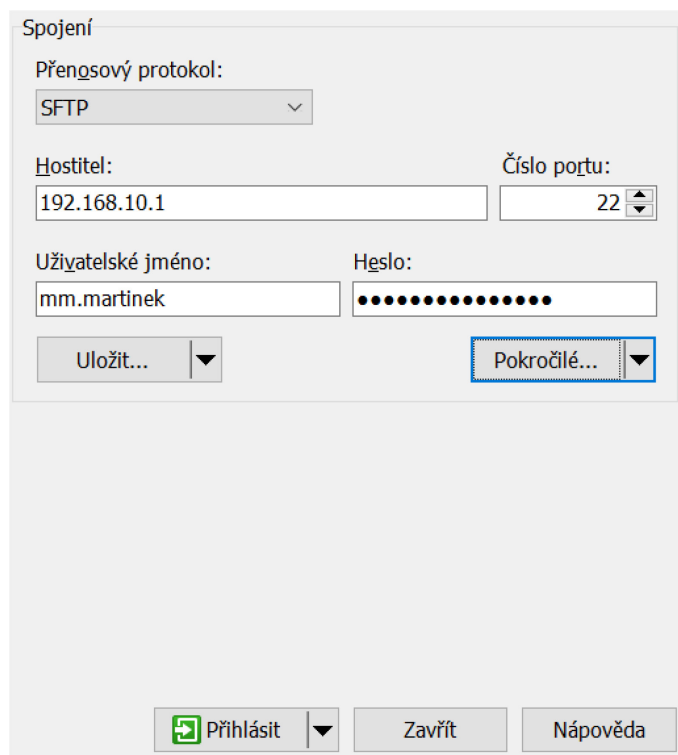 Spojení
Přenosový protokol:
SFTP
Hostitel: Číslo portu:
192.168.10.1 22
Uživatelské jméno: Heslo:
mm.martinek ●●●●●●●●●●●●●●●
Uložit... Pokročilé...
Přihlásit Zavřít Nápověda